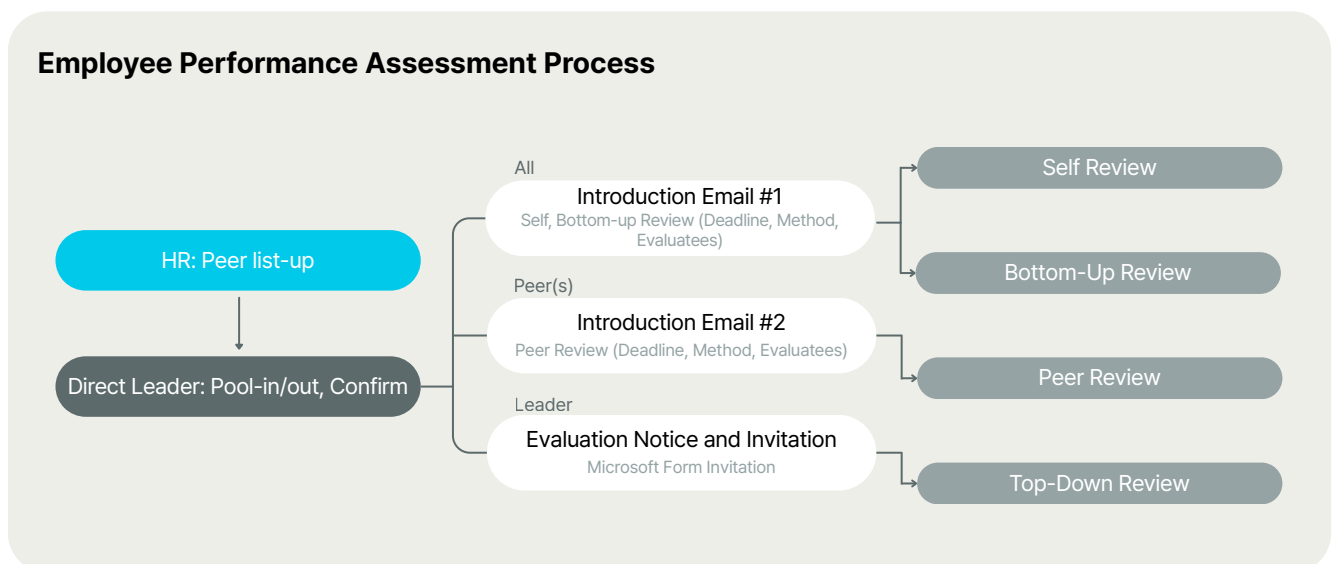 Employee Performance Assessment Process
HR: Peer list-up
Direct Leader: Pool-in/out, Confirm
All
Introduction Email #1
Self, Bottom-up Review (Deadline, Method,
Evaluatees)
Peer(s)
Introduction Email #2
Peer Review (Deadline, Method, Evaluatees)
Leader
Evaluation Notice and Invitation
Microsoft Form Invitation
Self Review
Bottom-Up Review
Peer Review
Top-Down Review